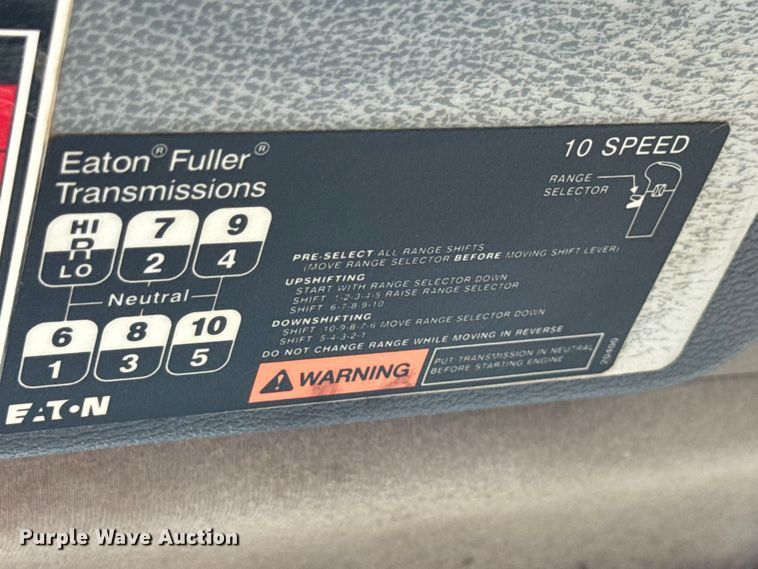 Eaton® Fuller®
Transmissions
10 SPEED
RANGE
SELECTOR
HI 7 9
R
LO 2 4
Neutral
6 8 10
1 3 5
PRE-SELECT ALL RANGE SHIFTS
(MOVE RANGE SELECTOR BEFORE MOVING SHIFT LEVER)
UPSHIFTING
START WITH RANGE SELECTOR DOWN
SHIFT 1-2-3-4-5 RAISE RANGE SELECTOR
SHIFT 6-7-8-9-10
DOWNSHIFTING
SHIFT 10-9-8-7-6 MOVE RANGE SELECTOR DOWN
SHIFT 5-4-3-2-1
DO NOT CHANGE RANGE WHILE MOVING IN REVERSE
WARNING
PUT TRANSMISSION IN NEUTRAL
BEFORE STARTING ENGINE
20400
EATON
Purple Wave Auction